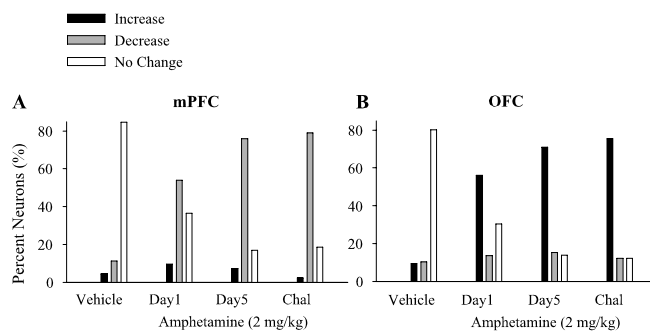 Increase
Decrease
No Change
A mPFC
B OFC
Percent Neurons (%)
80
60
40
20
0
Vehicle Day1 Day5 Chal
Amphetamine (2 mg/kg)
80
60
40
20
0
Vehicle Day1 Day5 Chal
Amphetamine (2 mg/kg)